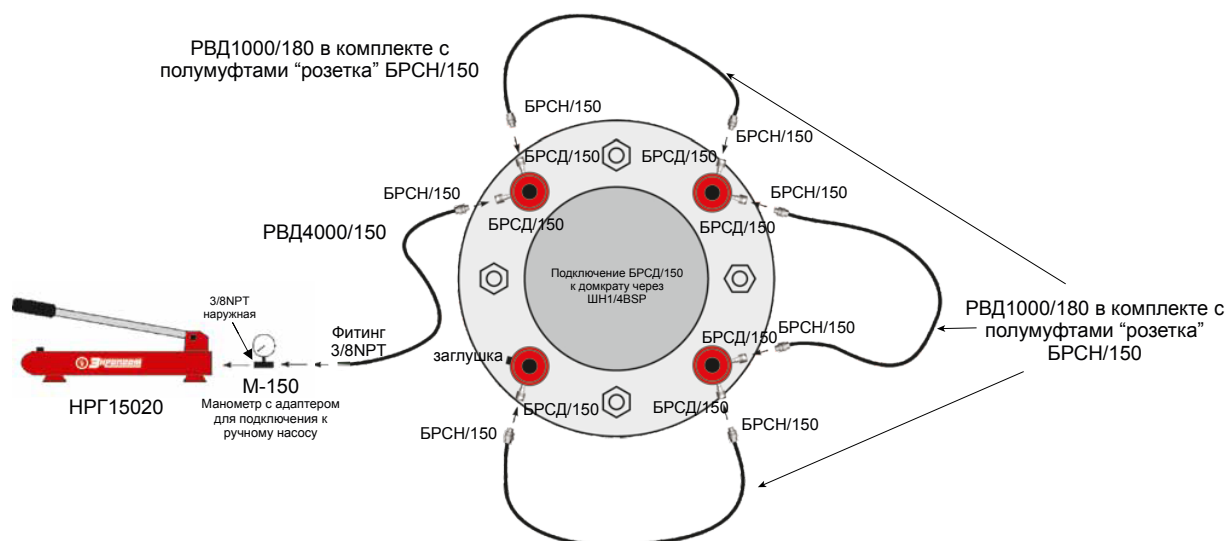 РВД1000/180 в комплекте с
полумуфтами “розетка” БРСН/150
БРСН/150
БРСН/150
БРСД/150
БРСД/150
БРСН/150
БРСН/150
БРСД/150
БРСД/150
РВД4000/150
Подключение БРСД/150
к домкрату через
ШН1/4BSP
3/8NPT
наружная
Фитинг
3/8NPT
заглушка
БРСН/150
БРСД/150
РВД1000/180 в комплекте с
полумуфтами “розетка”
БРСН/150
Энерпром
НРГ15020
М-150
Манометр с адаптером
для подключения к
ручному насосу
БРСД/150
БРСД/150
БРСН/150
БРСН/150